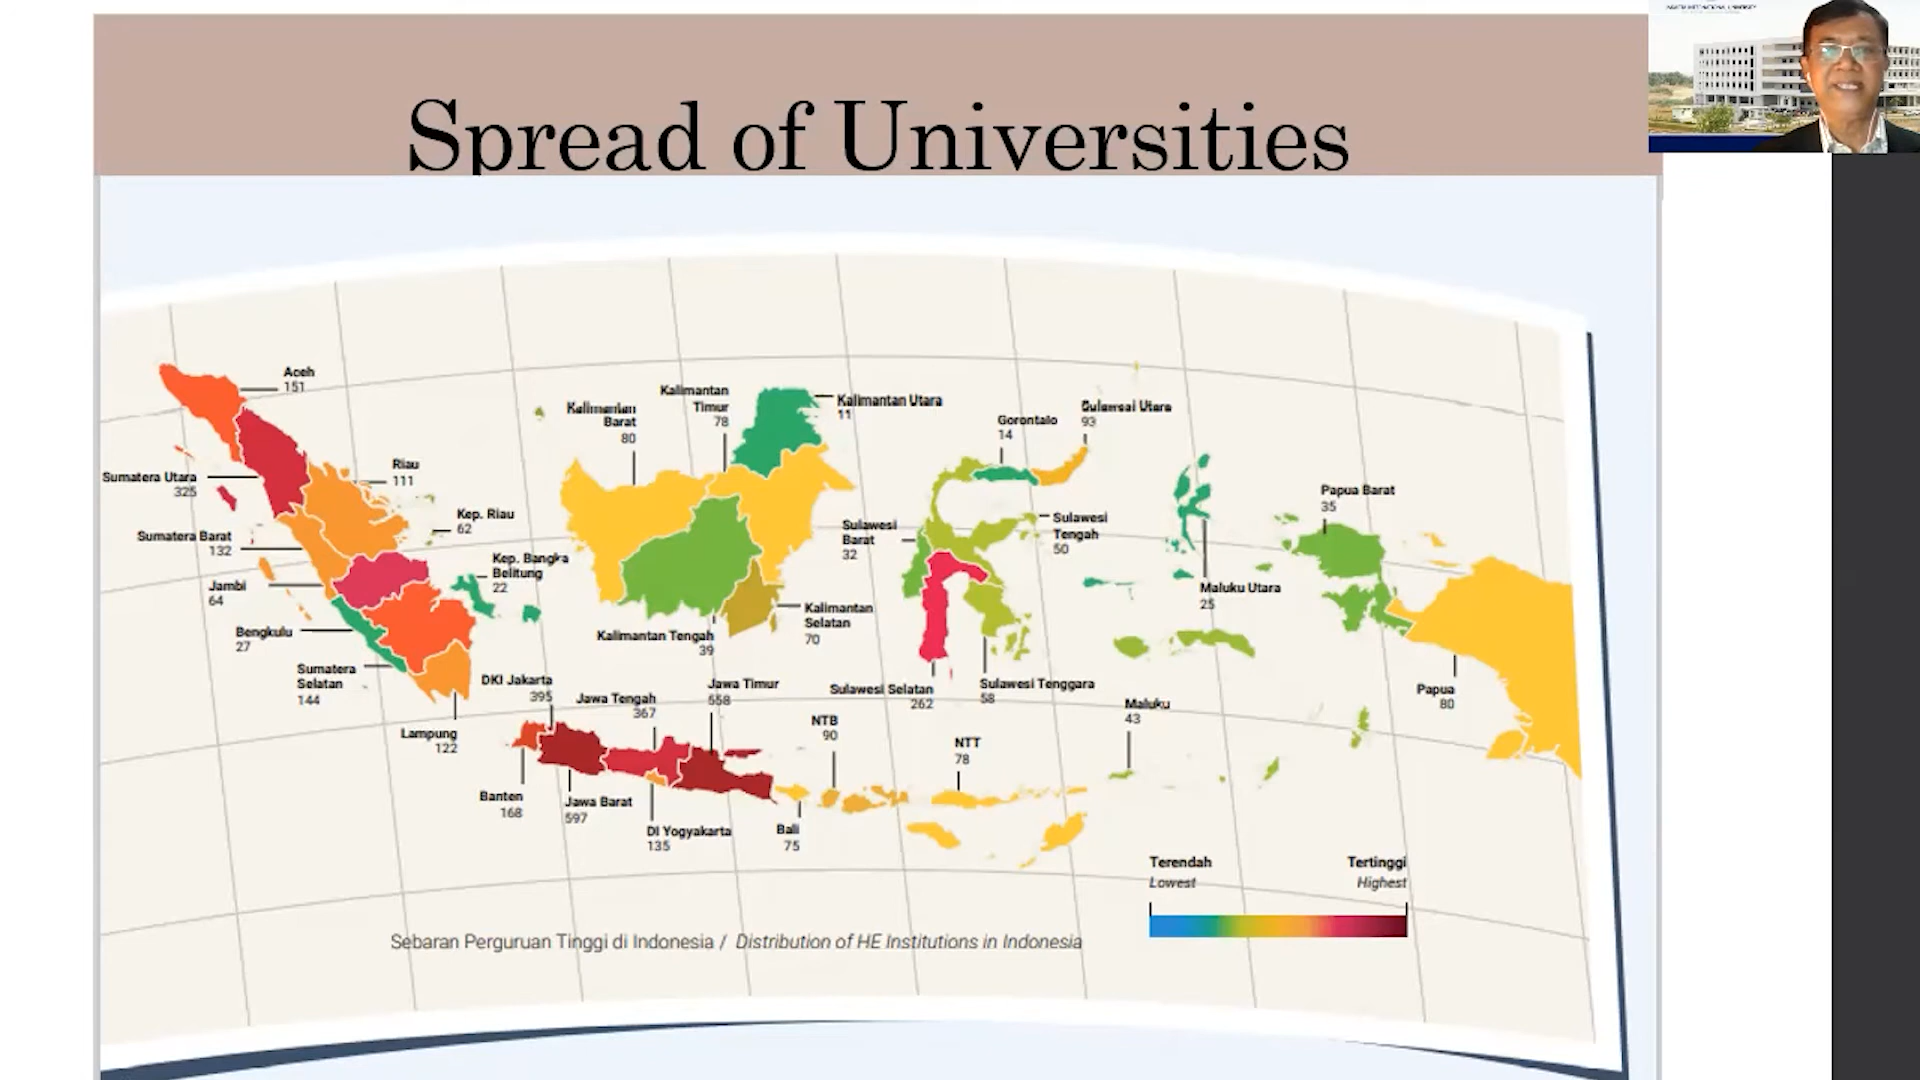 Spread of Universities
Aceh
151
Sumatera Utara
325
Riau
111
Kep. Riau
62
Sumatera Barat
132
Jambi
64
Kep. Bangka
Belitung
22
Bengkulu
27
Sumatera
Selatan
144
Lampung
122
Kalimantan
Barat
80
Kalimantan
Timur
78
Kalimantan Utara
11
Kalimantan Tengah
39
Kalimantan
Selatan
70
Gorontalo
14
93
Sulawesi
Barat
32
Sulawesi
Tengah
50
Sulawesi Selatan
262
Sulawesi Tenggara
58
Maluku Utara
25
Papua Barat
35
Papua
80
Maluku
43
DKI Jakarta
395
Jawa Tengah
367
Jawa Timur
558
NTB
90
NTT
78
Banten
168
Jawa Barat
597
DI Yogyakarta
135
Bali
75
Terendah
Lowest
Tertinggi
Highest
Sebaran Perguruan Tinggi di Indonesia / Distribution of HE Institutions in Indonesia